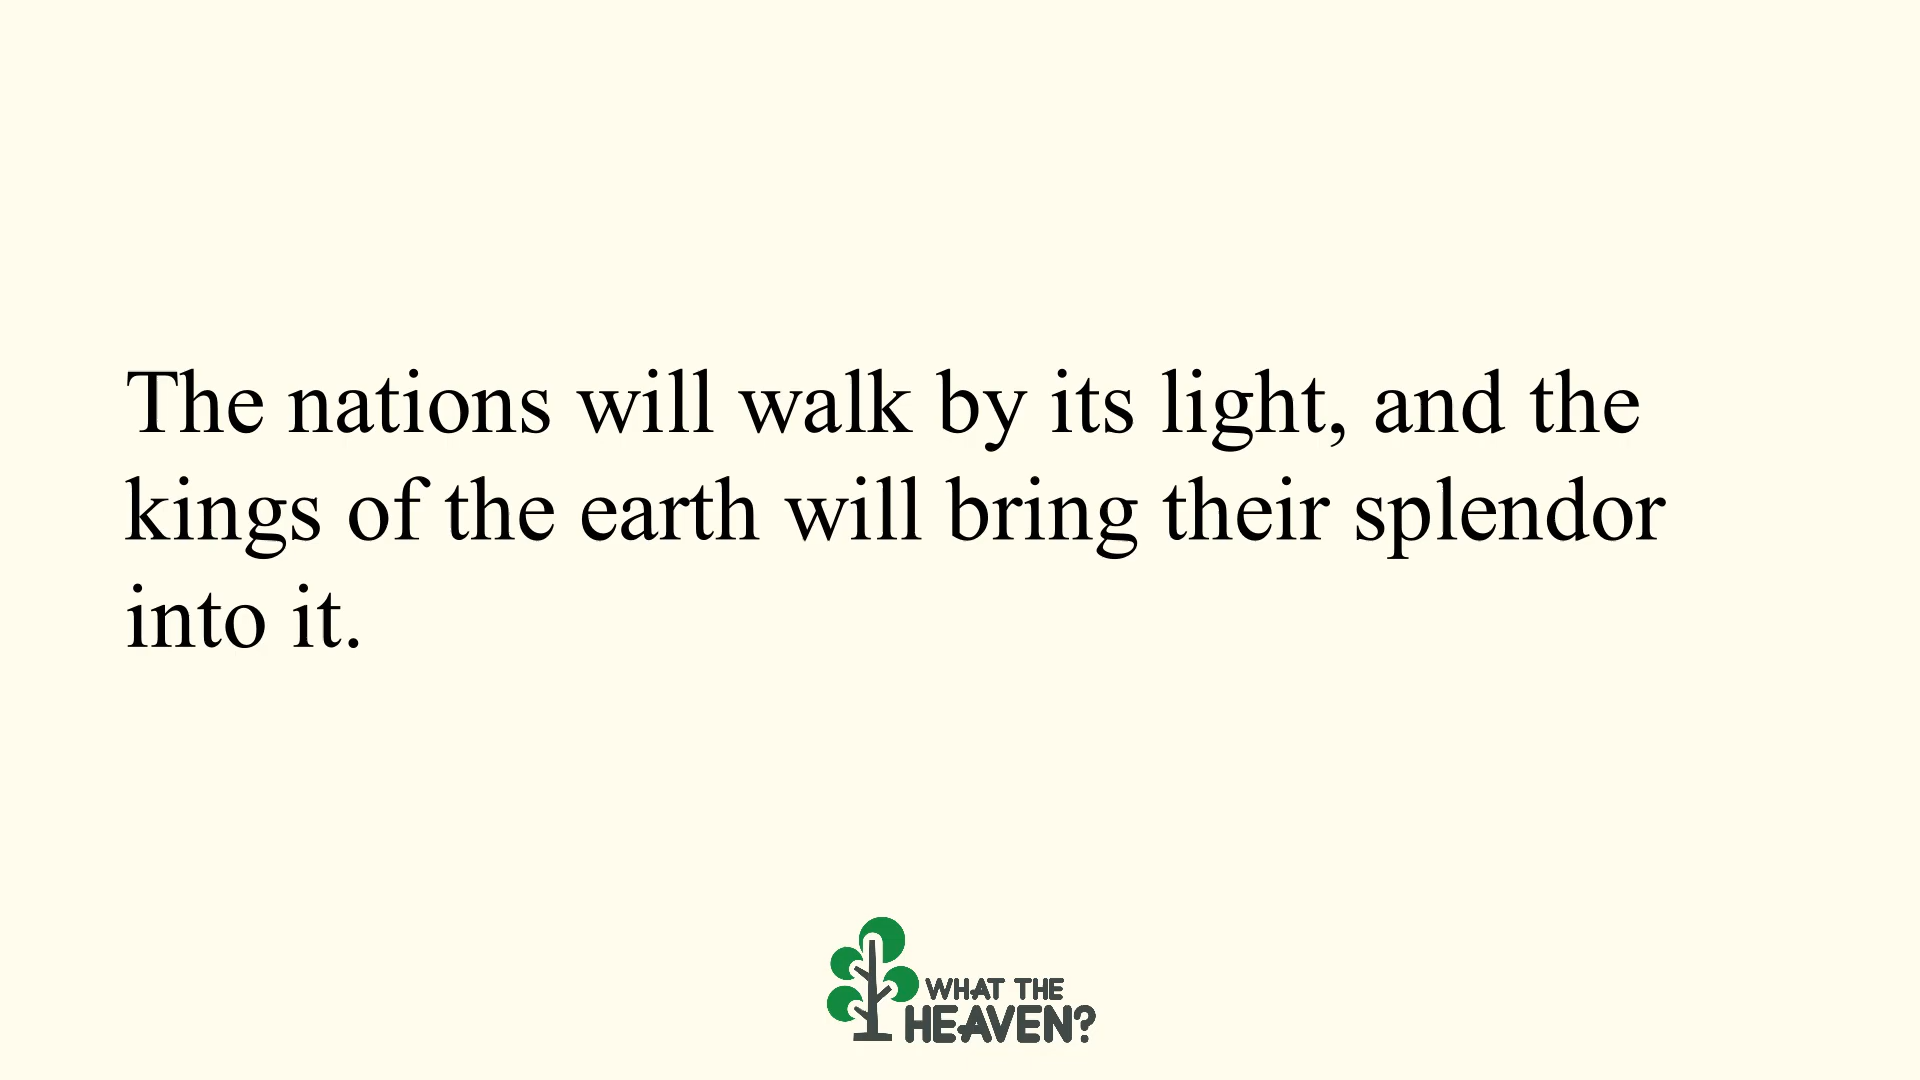 The nations will walk by its light, and the
kings of the earth will bring their splendor
into it.
WHAT THE
HEAVEN?